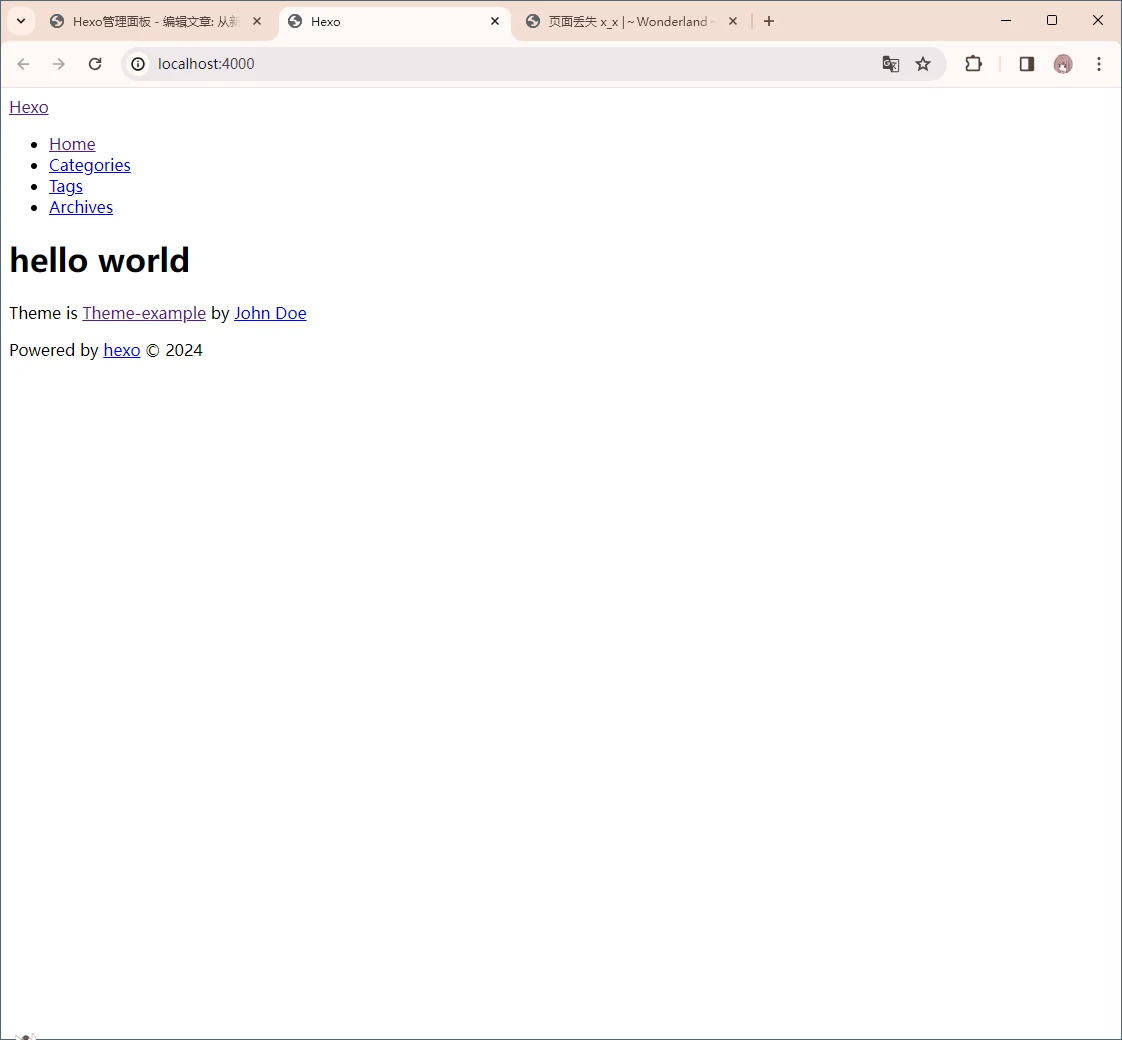 Hexo管理面板 - 编辑文章: 从
Hexo
页面丢失 x_x | ~ Wonderland ~
localhost:4000
Hexo
Home
Categories
Tags
Archives
hello world
Theme is Theme-example by John Doe
Powered by hexo © 2024